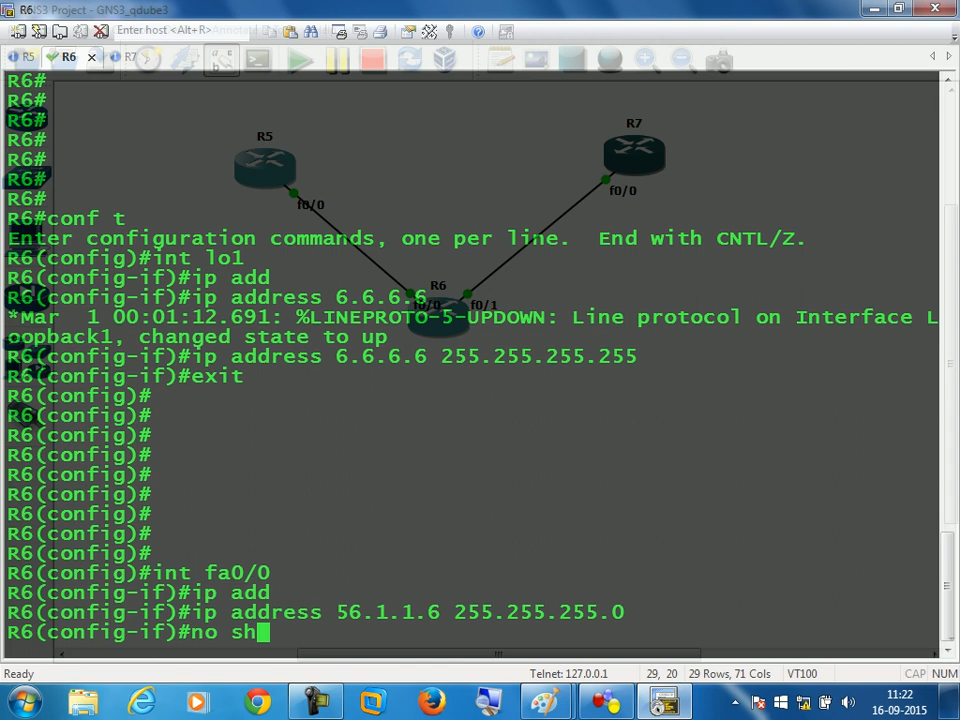 R6 GNS3 Project - GNS3_qdube3
Enter host <Alt+R>
R5
R6
R7
R6#
R6#
R6#
R6#
R6#
R6#
R6#
R6#conf t
Enter configuration commands, one per line.  End with CNTL/Z.
R6(config)#int lo1
R6(config-if)#ip add
R6(config-if)#ip address 6.6.6.6
*Mar  1 00:01:12.691: %LINEPROTO-5-UPDOWN: Line protocol on Interface L
oopback1, changed state to up
R6(config-if)#ip address 6.6.6.6 255.255.255.255
R6(config-if)#exit
R6(config)#
R6(config)#
R6(config)#
R6(config)#
R6(config)#
R6(config)#
R6(config)#
R6(config)#
R6(config)#
R6(config)#int fa0/0
R6(config-if)#ip add
R6(config-if)#ip address 56.1.1.6 255.255.255.0
R6(config-if)#no sh
R5
R7
f0/0
f0/0
R6
f0/0
f0/1
Ready
Telnet: 127.0.0.1
29, 20
29 Rows, 71 Cols
VT100
CAP NUM
11:22
16-09-2015